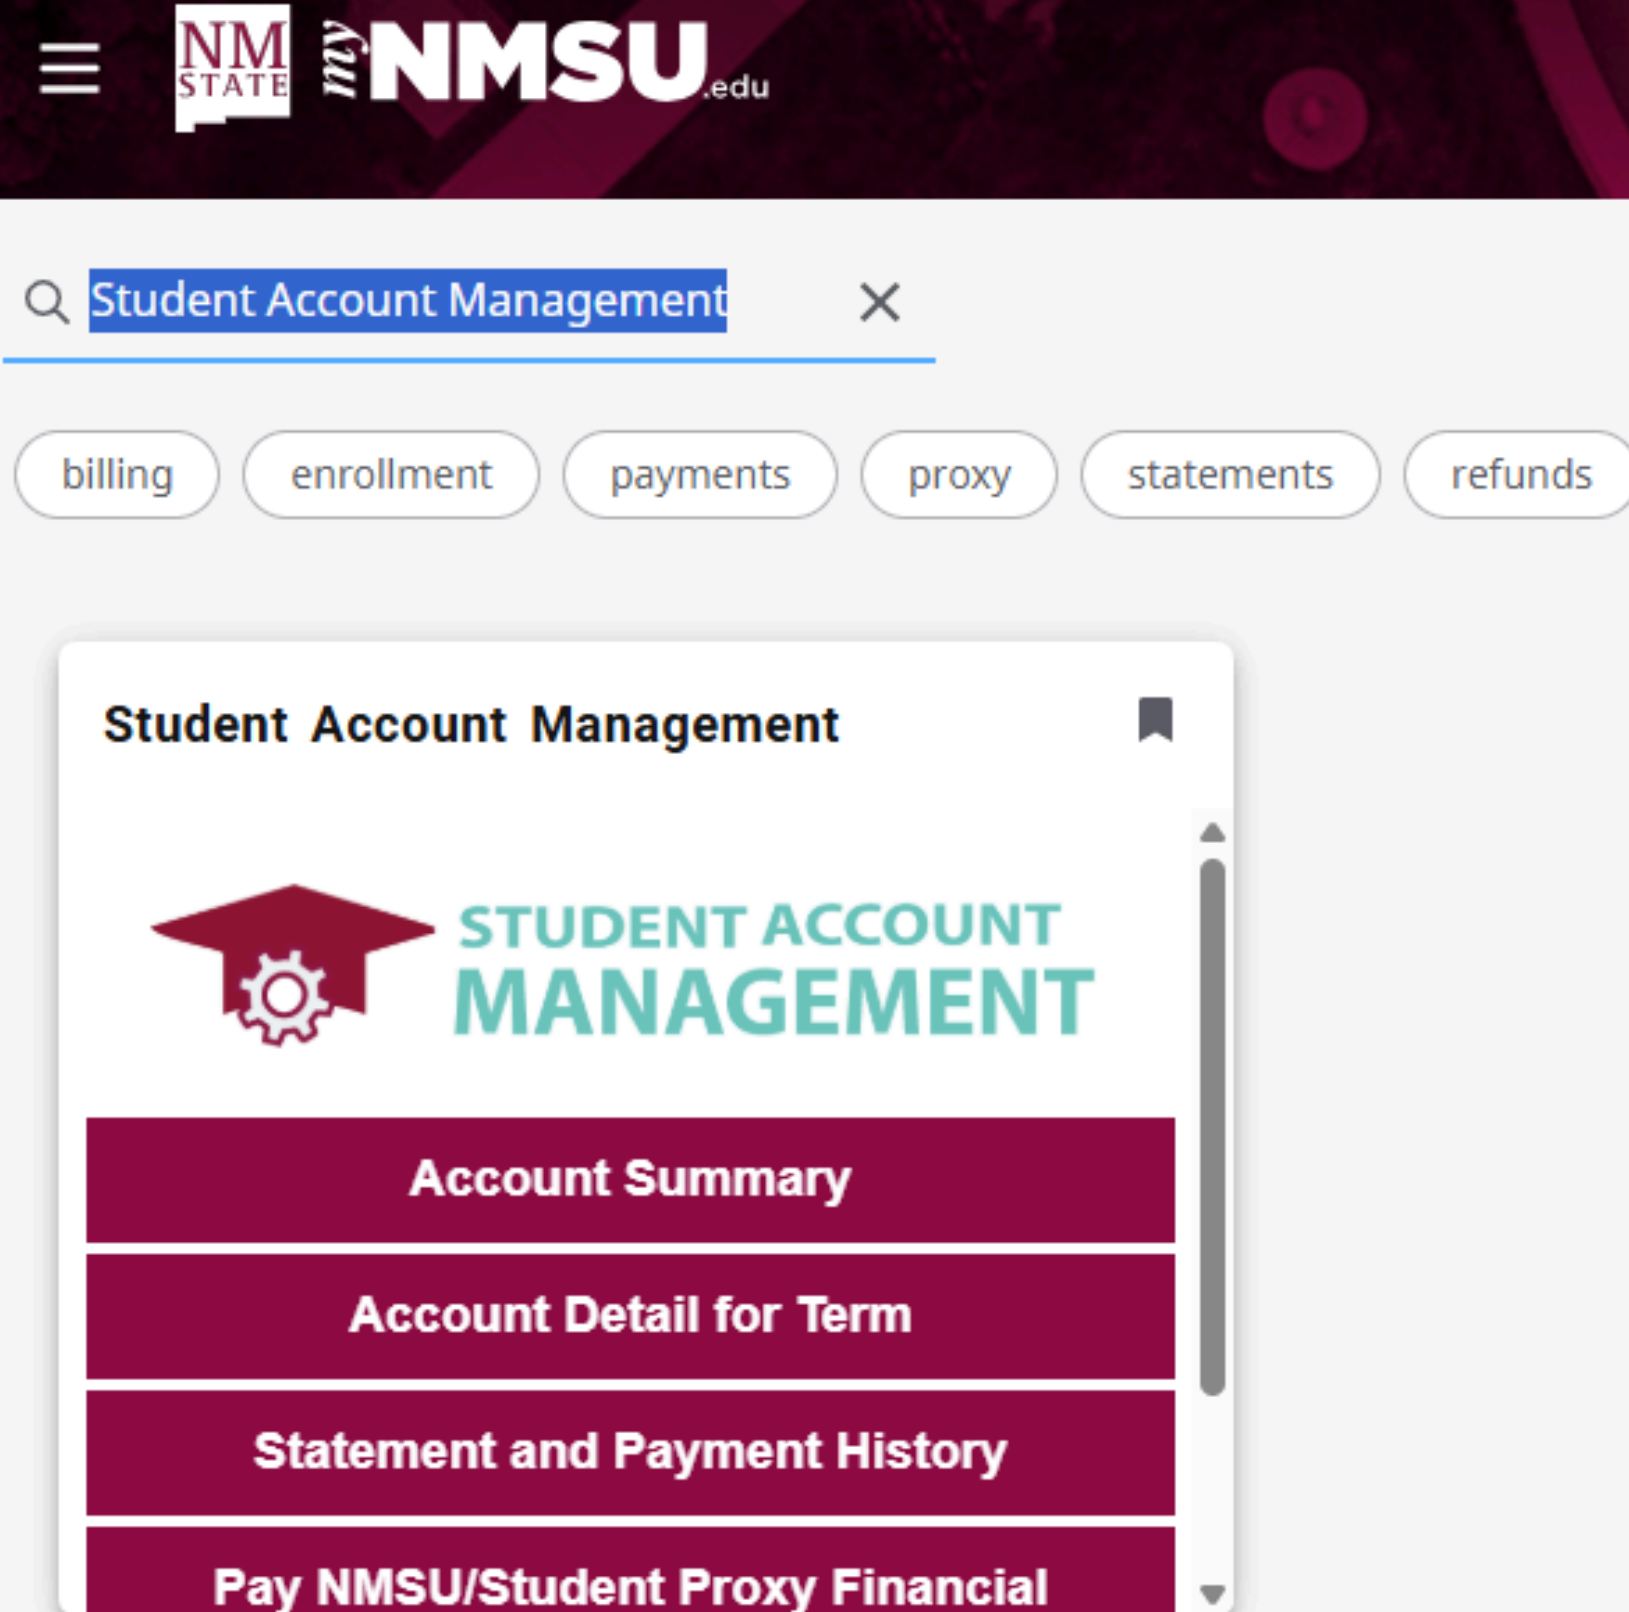 NM
STATE
my NMSU.edu
Student Account Management
billing
enrollment
payments
proxy
statements
refunds
Student Account Management
STUDENT ACCOUNT
MANAGEMENT
Account Summary
Account Detail for Term
Statement and Payment History
Pay NMSU/Student Proxy Financial